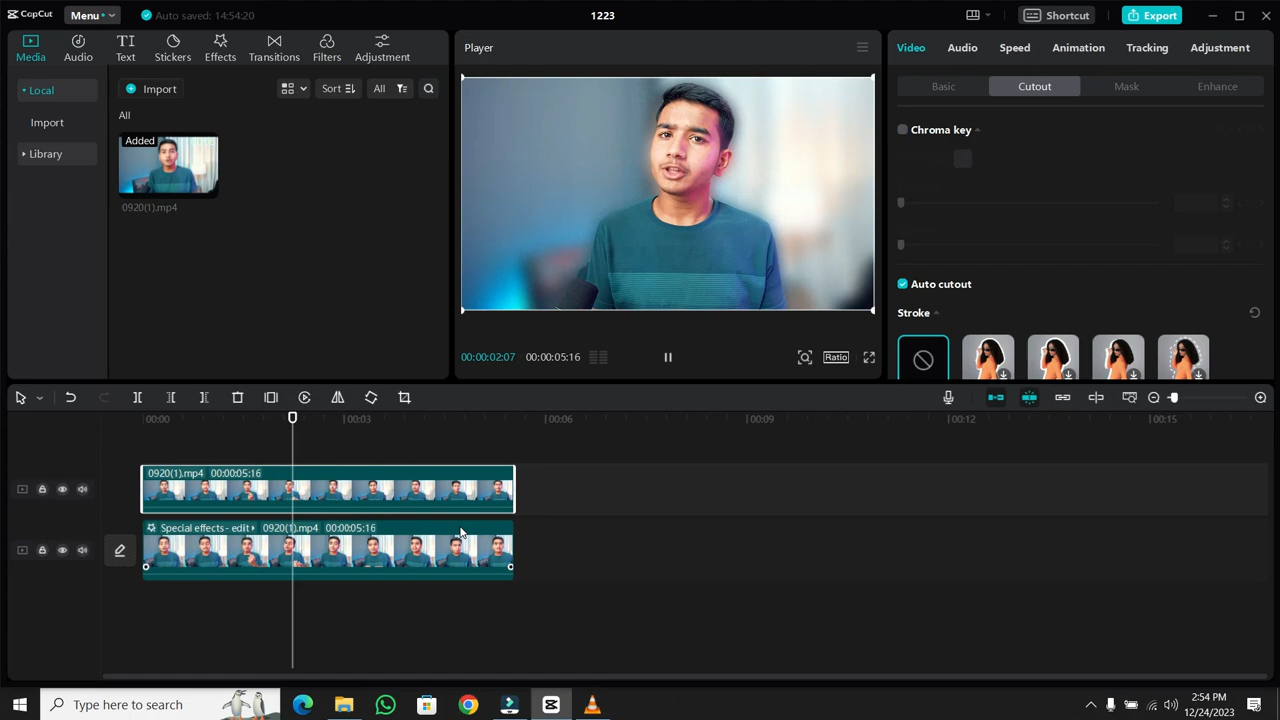 CapCut
Menu
Auto saved: 14:54:20
1223
Shortcut
Export
Media
Audio
Text
Stickers
Effects
Transitions
Filters
Adjustment
Local
Import
Library
Import
Sort
All
All
Added
0920(1).mp4
Player
00:00:02:07
00:00:05:16
Ratio
Video
Audio
Speed
Animation
Tracking
Adjustment
Basic
Cutout
Mask
Enhance
Chroma key
Auto cutout
Stroke
00:00
00:03
00:06
00:09
00:12
00:15
0920(1).mp4 00:00:05:16
Special effects - edit 0920(1).mp4 00:00:05:16
Type here to search
2:54 PM
12/24/2023